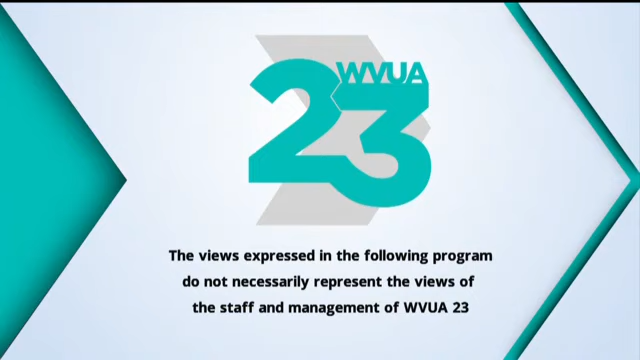 WVUA
23
The views expressed in the following program
do not necessarily represent the views of
the staff and management of WVUA 23